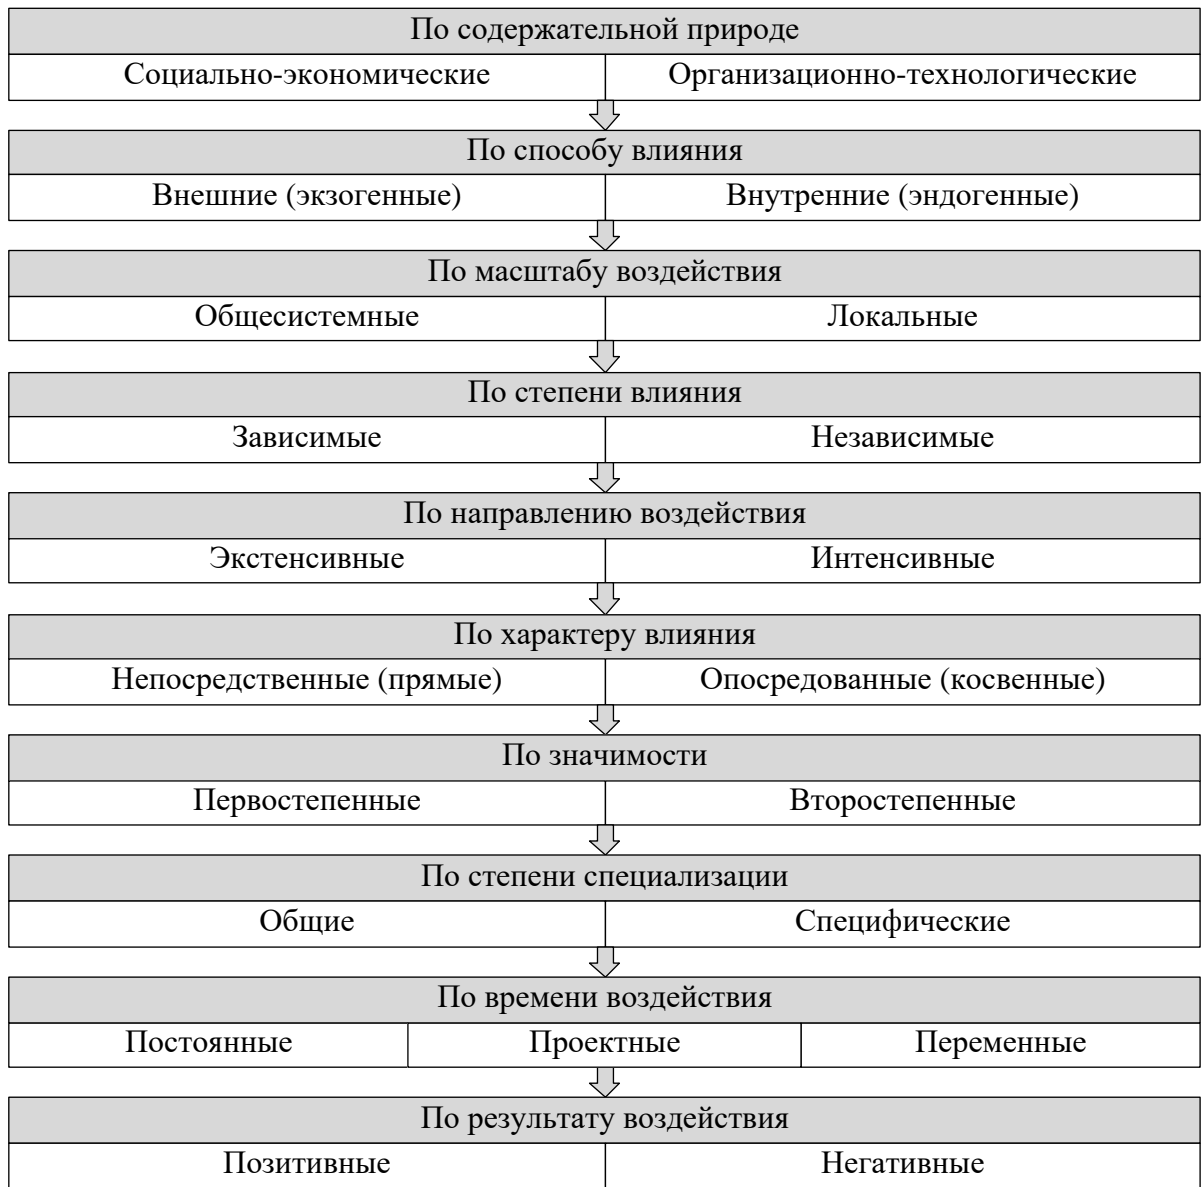 По содержательной природе
Социально-экономические Организационно-технологические
По способу влияния
Внешние (экзогенные) Внутренние (эндогенные)
По масштабу воздействия
Общесистемные Локальные
По степени влияния
Зависимые Независимые
По направлению воздействия
Экстенсивные Интенсивные
По характеру влияния
Непосредственные (прямые) Опосредованные (косвенные)
По значимости
Первостепенные Второстепенные
По степени специализации
Общие Специфические
По времени воздействия
Постоянные Проектные Переменные
По результату воздействия
Позитивные Негативные